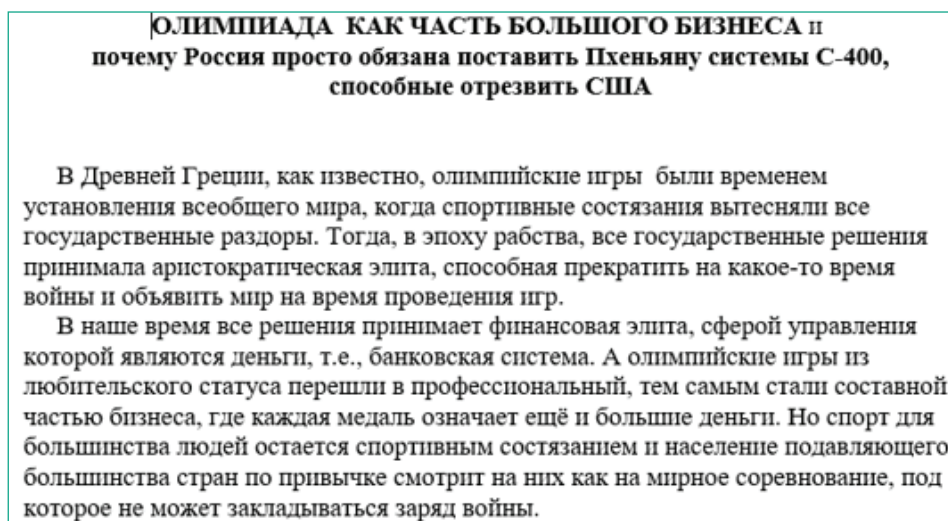 ОЛИМПИАДА КАК ЧАСТЬ БОЛЬШОГО БИЗНЕСА и
почему Россия просто обязана поставить Пхеньяну системы С-400,
способные отрезвить США
В Древней Греции, как известно, олимпийские игры были временем
установления всеобщего мира, когда спортивные состязания вытесняли все
государственные раздоры. Тогда, в эпоху рабства, все государственные решения
принимала аристократическая элита, способная прекратить на какое-то время
войны и объявить мир на время проведения игр.
В наше время все решения принимает финансовая элита, сферой управления
которой являются деньги, т.е., банковская система. А олимпийские игры из
любительского статуса перешли в профессиональный, тем самым стали составной
частью бизнеса, где каждая медаль означает ещё и большие деньги. Но спорт для
большинства людей остается спортивным состязанием и население подавляющего
большинства стран по привычке смотрит на них как на мирное соревнование, под
которое не может закладываться заряд войны.